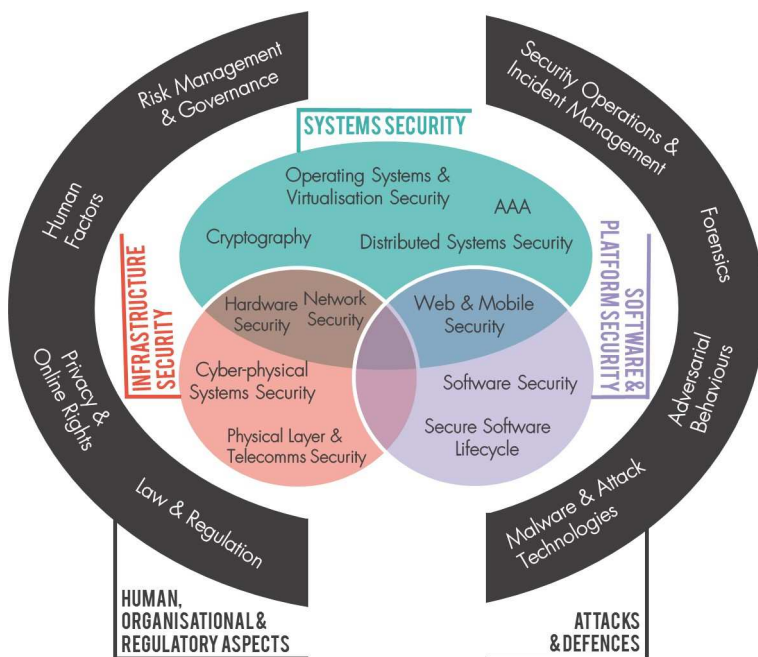 Risk Management
& Governance
Human
Factors
Privacy &
Online Rights
Law & Regulation
HUMAN,
ORGANISATIONAL &
REGULATORY ASPECTS
SYSTEMS SECURITY
Operating Systems &
Virtualisation Security
AAA
Cryptography
Distributed Systems Security
INFRASTRUCTURE
SECURITY
Hardware
Security
Network
Security
Cyber-physical
Systems Security
Physical Layer &
Telecomms Security
Web & Mobile
Security
Software Security
Secure Software
Lifecycle
SOFTWARE &
PLATFORM SECURITY
Security Operations &
Incident Management
Forensics
Adversarial
Behaviours
Malware & Attack
Technologies
ATTACKS
& DEFENCES